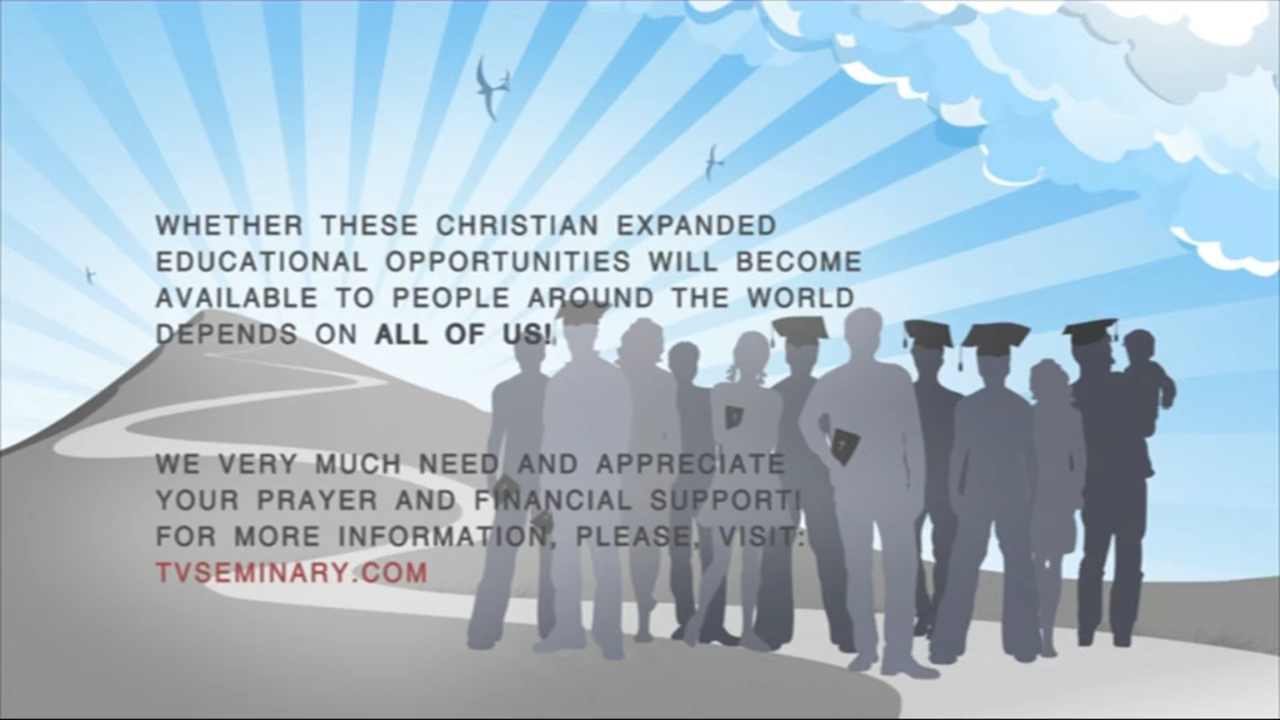 WHETHER THESE CHRISTIAN EXPANDED
EDUCATIONAL OPPORTUNITIES WILL BECOME
AVAILABLE TO PEOPLE AROUND THE WORLD
DEPENDS ON ALL OF US!
WE VERY MUCH NEED AND APPRECIATE
YOUR PRAYER AND FINANCIAL SUPPORT!
FOR MORE INFORMATION, PLEASE, VISIT:
TVSEMINARY.COM